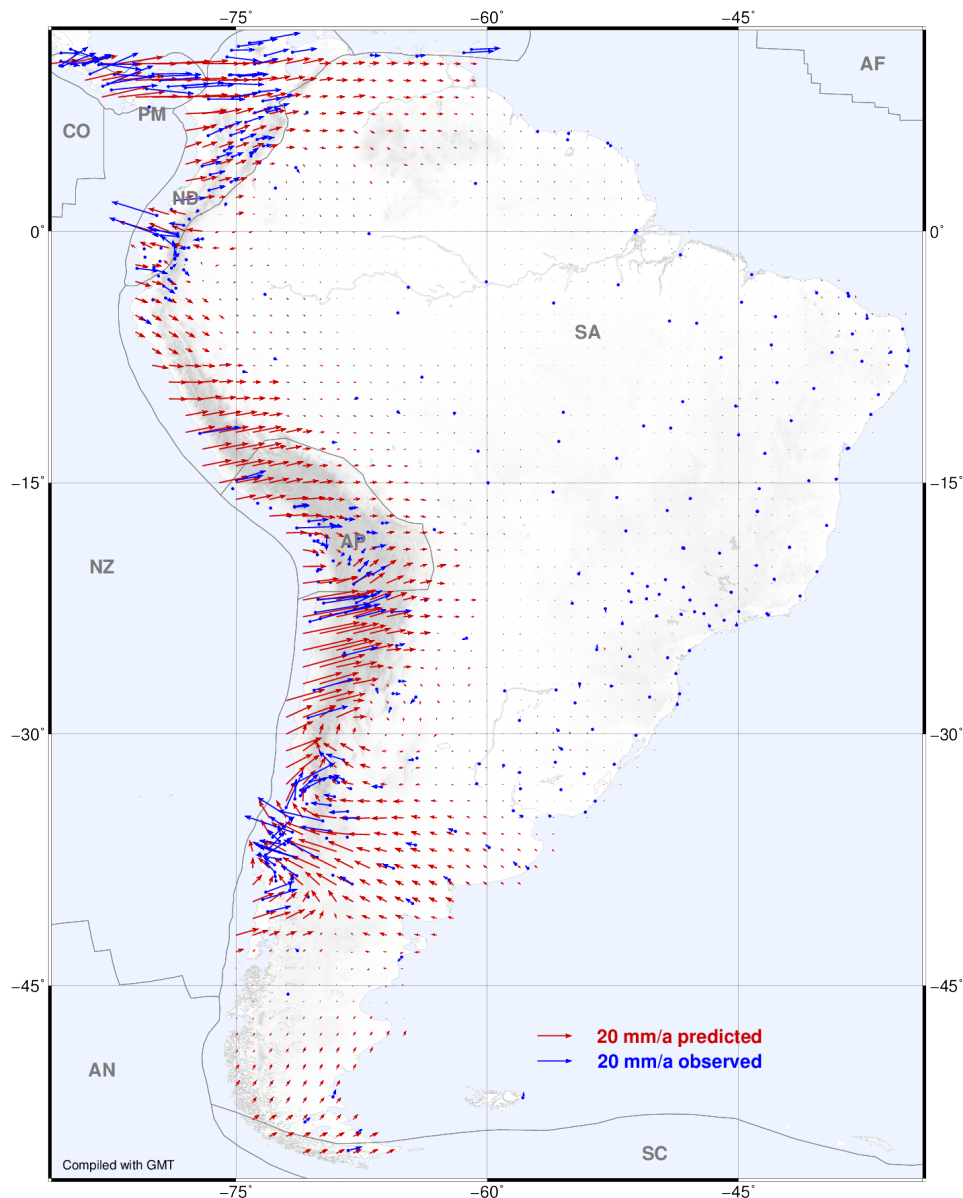 −75° −60° −45°
AF
PM
CO
ND
0° 0°
SA
−15° −15°
AP
NZ
−30° −30°
−45° −45°
20 mm/a predicted
20 mm/a observed
AN
SC
Compiled with GMT
−75° −60° −45°